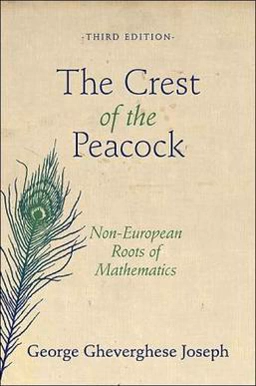 ·THIRD EDITION·
The Crest
of the
Peacock
Non-European
Roots of
Mathematics
George Gheverghese Joseph